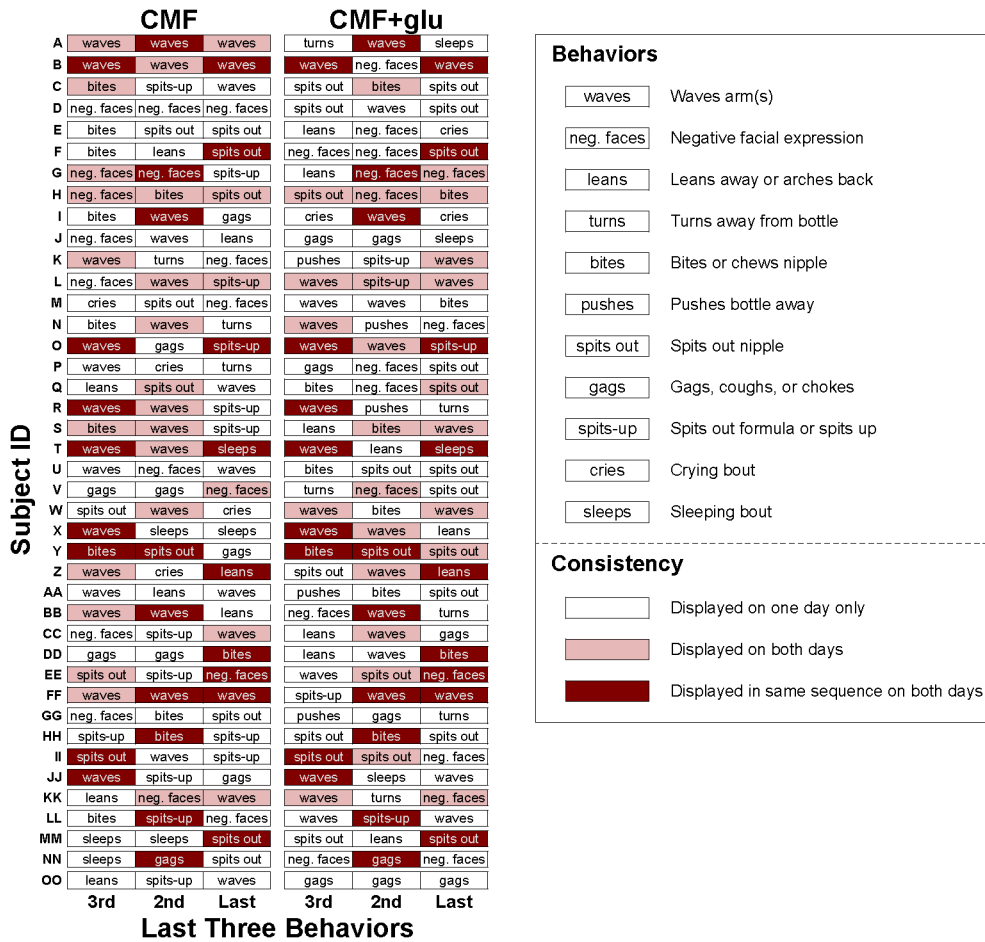 CMF CMF+glu
A waves waves waves turns waves sleeps
B waves waves waves waves neg. faces waves
C bites spits-up waves spits out bites spits out
D neg. faces neg. faces neg. faces spits out waves spits out
E bites spits out spits out leans neg. faces cries
F bites leans spits out neg. faces neg. faces spits out
G neg. faces neg. faces spits-up leans neg. faces neg. faces
H neg. faces bites spits out spits out neg. faces bites
I bites waves gags cries waves cries
J neg. faces waves leans gags gags sleeps
K waves turns neg. faces pushes spits-up waves
L neg. faces waves spits-up waves spits-up waves
M cries spits out neg. faces waves waves bites
N bites waves turns waves pushes neg. faces
O waves gags spits-up waves waves spits-up
P waves cries turns gags neg. faces spits out
Q leans spits out waves bites neg. faces spits out
R waves waves spits-up waves pushes turns
S bites waves spits-up leans bites waves
T waves waves sleeps waves leans sleeps
U waves neg. faces waves bites spits out spits out
V gags gags neg. faces turns neg. faces spits out
W spits out waves cries waves bites waves
X waves sleeps sleeps waves waves leans
Y bites spits out gags bites spits out spits out
Z waves cries leans spits out waves leans
AA waves leans waves pushes bites spits out
BB waves waves leans neg. faces waves turns
CC neg. faces spits-up waves leans waves gags
DD gags gags bites leans waves bites
EE spits out spits-up neg. faces waves spits out neg. faces
FF waves waves waves spits-up waves waves
GG neg. faces bites spits out pushes gags turns
HH spits-up bites spits-up spits out bites spits out
II spits out waves spits-up spits out spits out neg. faces
JJ waves spits-up gags waves sleeps waves
KK leans neg. faces waves waves turns neg. faces
LL bites spits-up neg. faces waves spits-up waves
MM sleeps sleeps spits out spits out leans spits out
NN sleeps gags spits out neg. faces gags neg. faces
OO leans spits-up waves gags gags gags
3rd 2nd Last 3rd 2nd Last
Last Three Behaviors
Subject ID
Behaviors
waves Waves arm(s)
neg. faces Negative facial expression
leans Leans away or arches back
turns Turns away from bottle
bites Bites or chews nipple
pushes Pushes bottle away
spits out Spits out nipple
gags Gags, coughs, or chokes
spits-up Spits out formula or spits up
cries Crying bout
sleeps Sleeping bout
Consistency
Displayed on one day only
Displayed on both days
Displayed in same sequence on both days